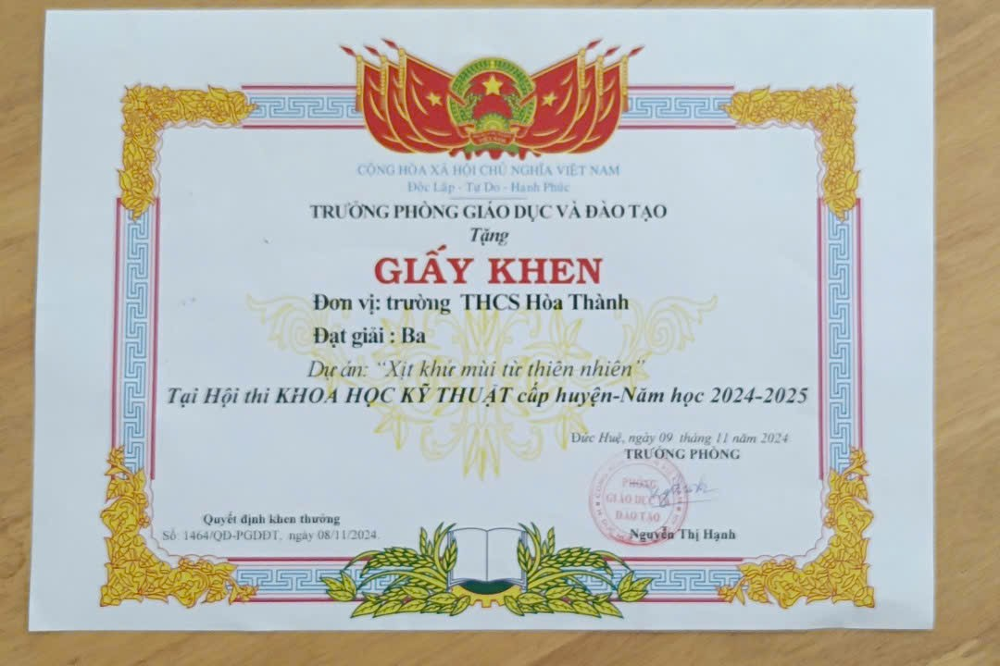 CỘNG HÒA XÃ HỘI CHỦ NGHĨA VIỆT NAM
Độc Lập - Tự Do - Hạnh Phúc
TRƯỞNG PHÒNG GIÁO DỤC VÀ ĐÀO TẠO
Tặng
GIẤY KHEN
Đơn vị: trường THCS Hòa Thành
Đạt giải : Ba
Dự án: “Xịt khử mùi từ thiên nhiên”
Tại Hội thi KHOA HỌC KỸ THUẬT cấp huyện-Năm học 2024-2025
Đức Huệ, ngày 09 tháng 11 năm 2024
TRƯỞNG PHÒNG
PHÒNG
GIÁO DỤC
ĐÀO TẠO
Nguyễn Thị Hạnh
Quyết định khen thưởng
Số: 1464/QĐ-PGDĐT, ngày 08/11/2024.